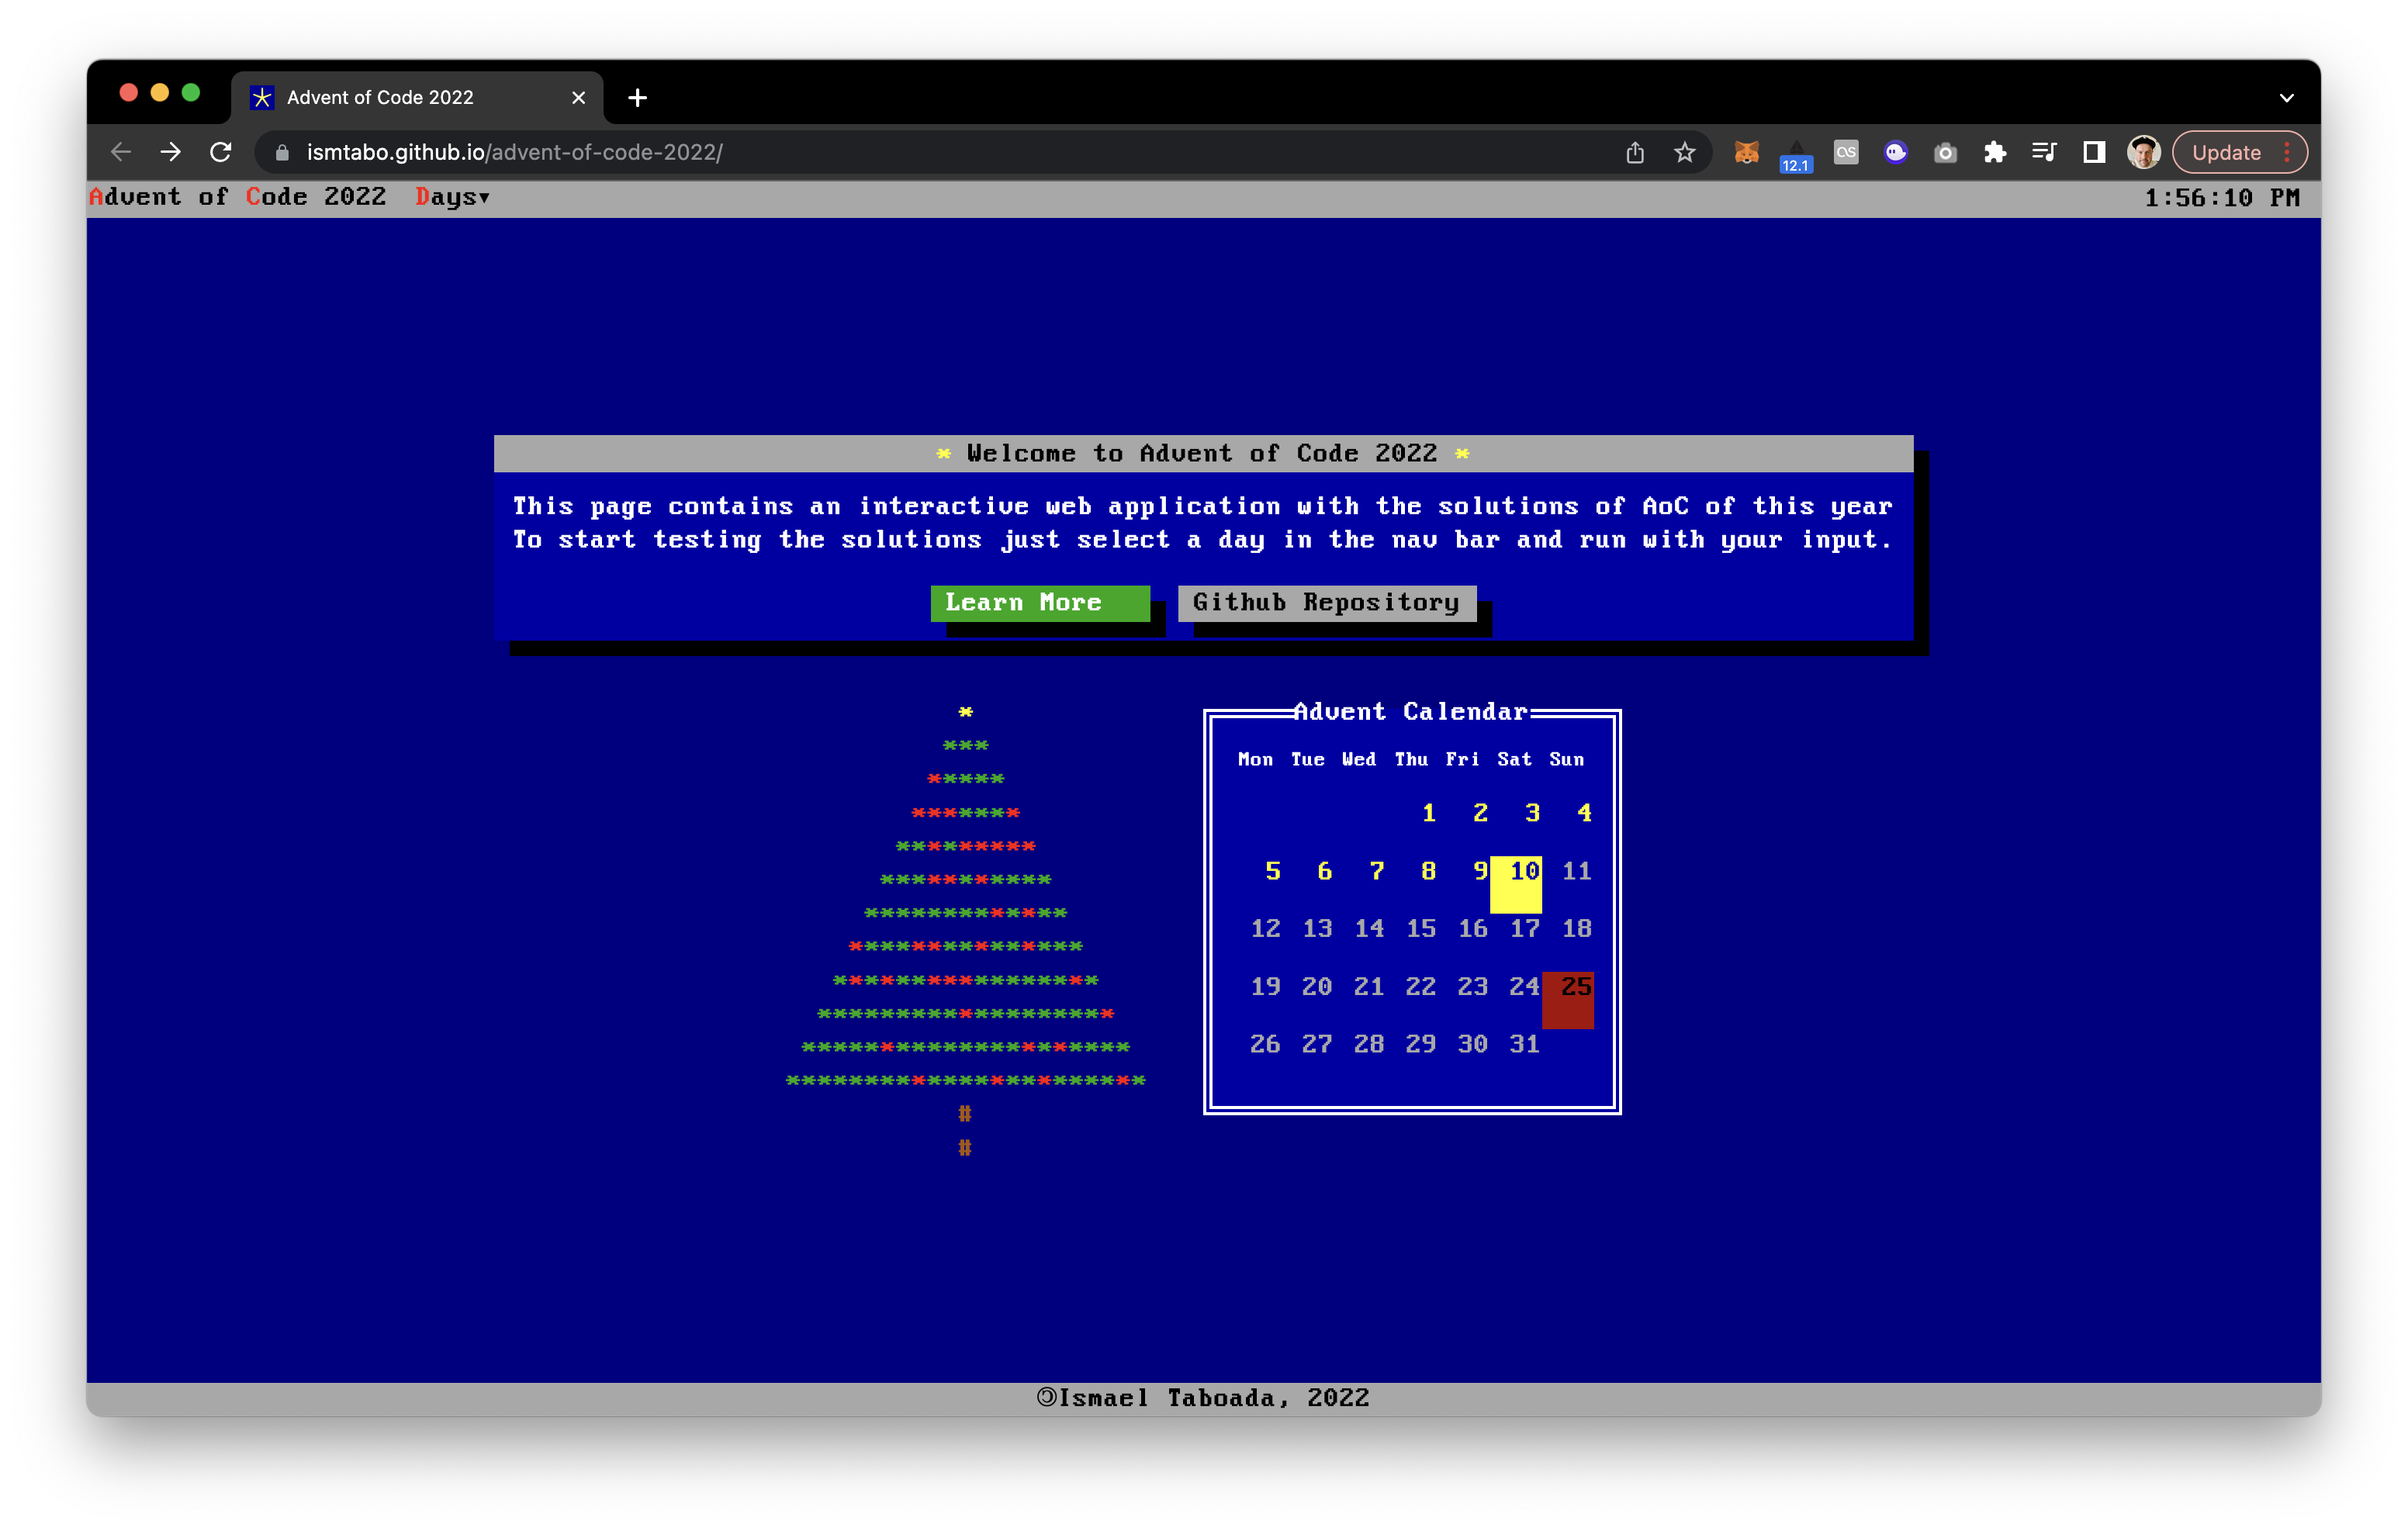 Advent of Code 2022
ismtabo.github.io/advent-of-code-2022/
12.1
Update
Advent of Code 2022 Days▾
1:56:10 PM
* Welcome to Advent of Code 2022 *
This page contains an interactive web application with the solutions of AoC of this year
To start testing the solutions just select a day in the nav bar and run with your input.
Learn More
Github Repository
Advent Calendar
Mon Tue Wed Thu Fri Sat Sun
1 2 3 4
5 6 7 8 9 10 11
12 13 14 15 16 17 18
19 20 21 22 23 24 25
26 27 28 29 30 31
*
***
*****
*******
*********
***********
*************
***************
*****************
*******************
*********************
***********************
#
#
©Ismael Taboada, 2022